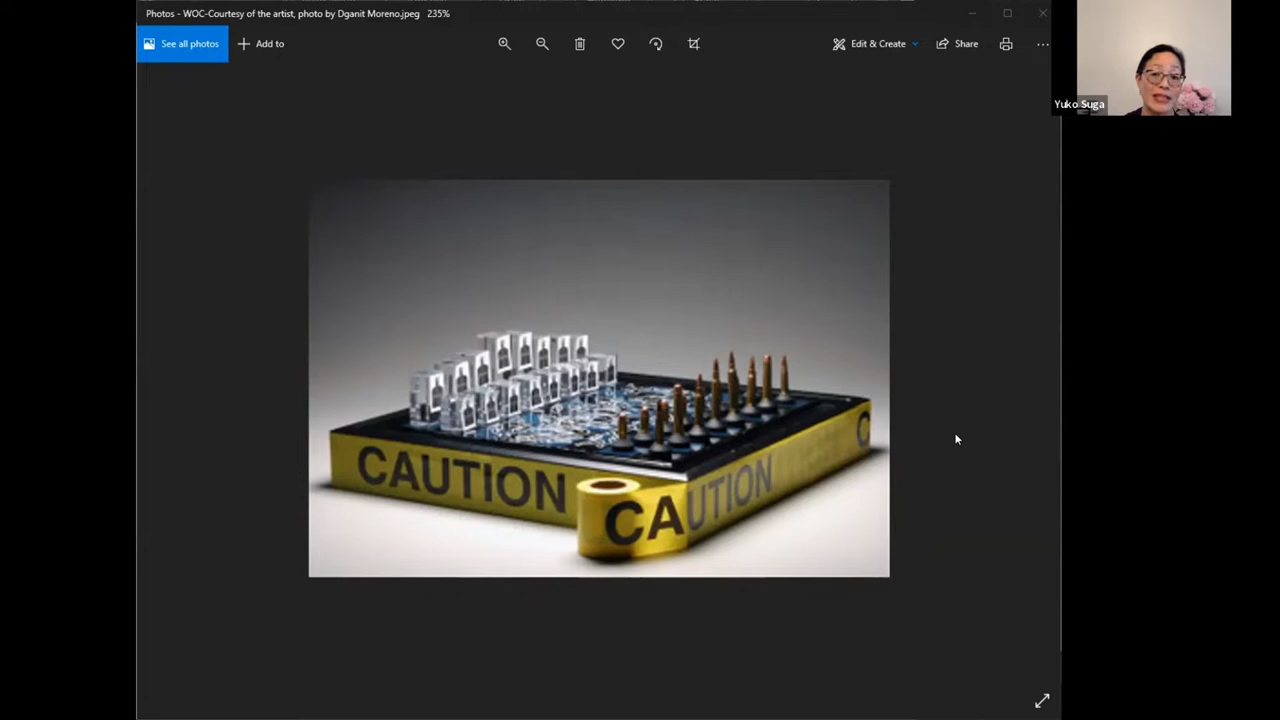 Photos - WOC-Courtesy of the artist, photo by Dganit Moreno.jpeg 235%
See all photos
Add to
Edit & Create
Share
Yuko Suga
CAUTION
CAUTION
C